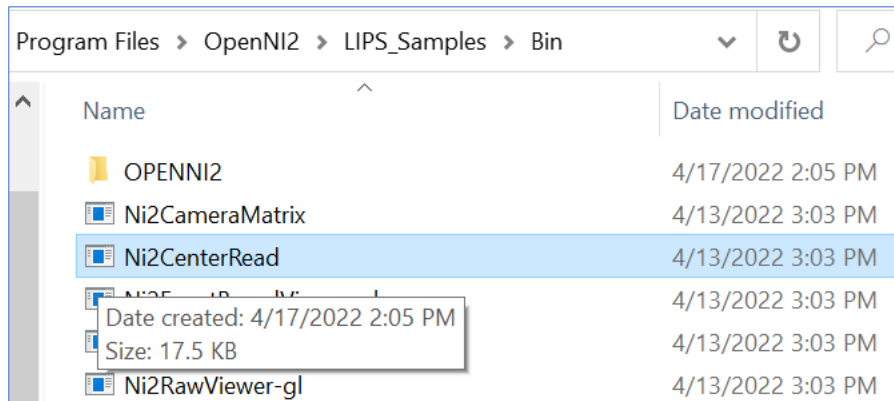 Program Files > OpenNI2 > LIPS_Samples > Bin
Name Date modified
OPENNI2 4/17/2022 2:05 PM
Ni2CameraMatrix 4/13/2022 3:03 PM
Ni2CenterRead 4/13/2022 3:03 PM
4/13/2022 3:03 PM
Date created: 4/17/2022 2:05 PM
Size: 17.5 KB
4/13/2022 3:03 PM
Ni2RawViewer-gl 4/13/2022 3:03 PM